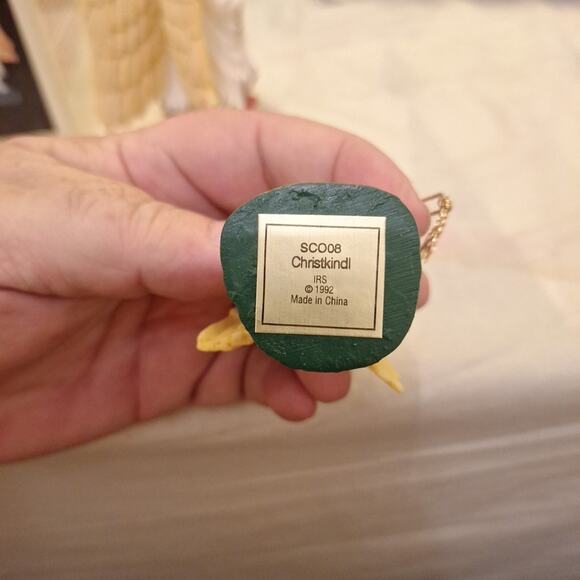 SCO08
Christkindl
IRS
© 1992
Made in China